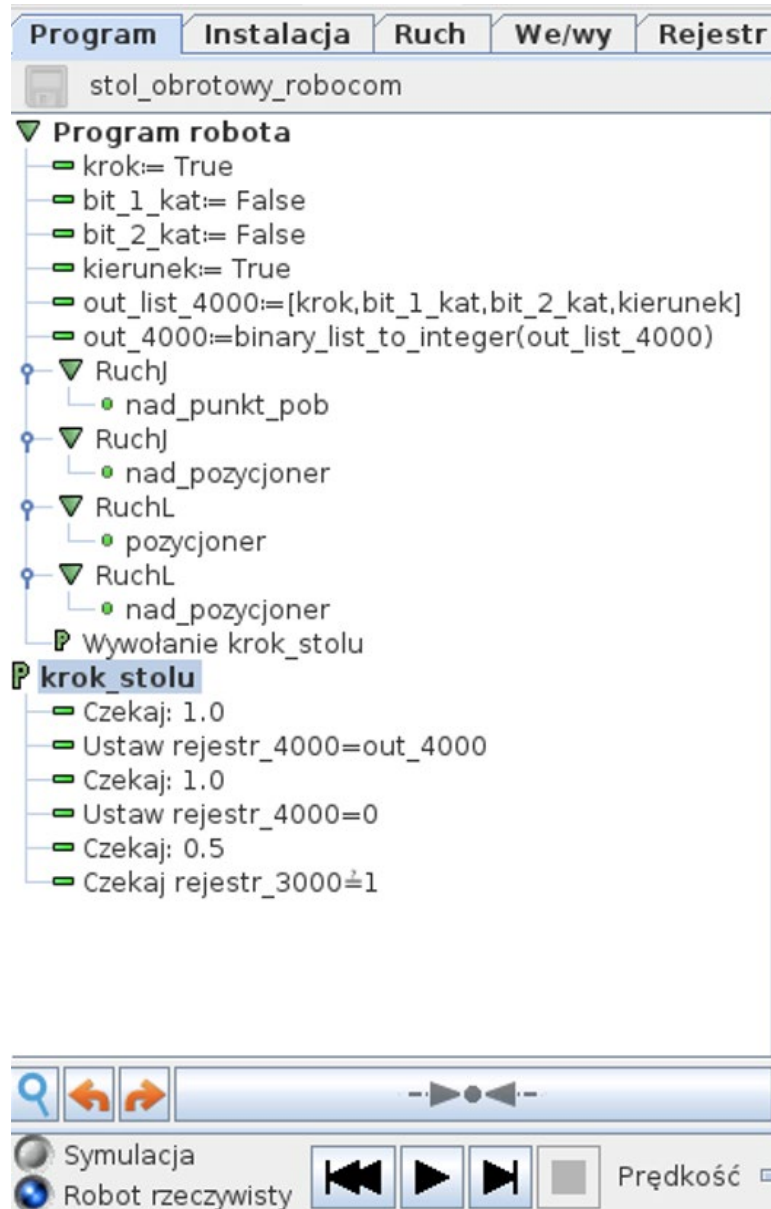 Program Instalacja Ruch We/wy Rejestr
stol_obrotowy_robocom
Program robota
krok:= True
bit_1_kat:= False
bit_2_kat:= False
kierunek:= True
out_list_4000:=[krok,bit_1_kat,bit_2_kat,kierunek]
out_4000:=binary_list_to_integer(out_list_4000)
RuchJ
nad_punkt_pob
RuchJ
nad_pozycjoner
RuchL
pozycjoner
RuchL
nad_pozycjoner
P Wywołanie krok_stolu
P krok_stolu
Czekaj: 1.0
Ustaw rejestr_4000=out_4000
Czekaj: 1.0
Ustaw rejestr_4000=0
Czekaj: 0.5
Czekaj rejestr_3000≟1
Symulacja
Robot rzeczywisty
Prędkość